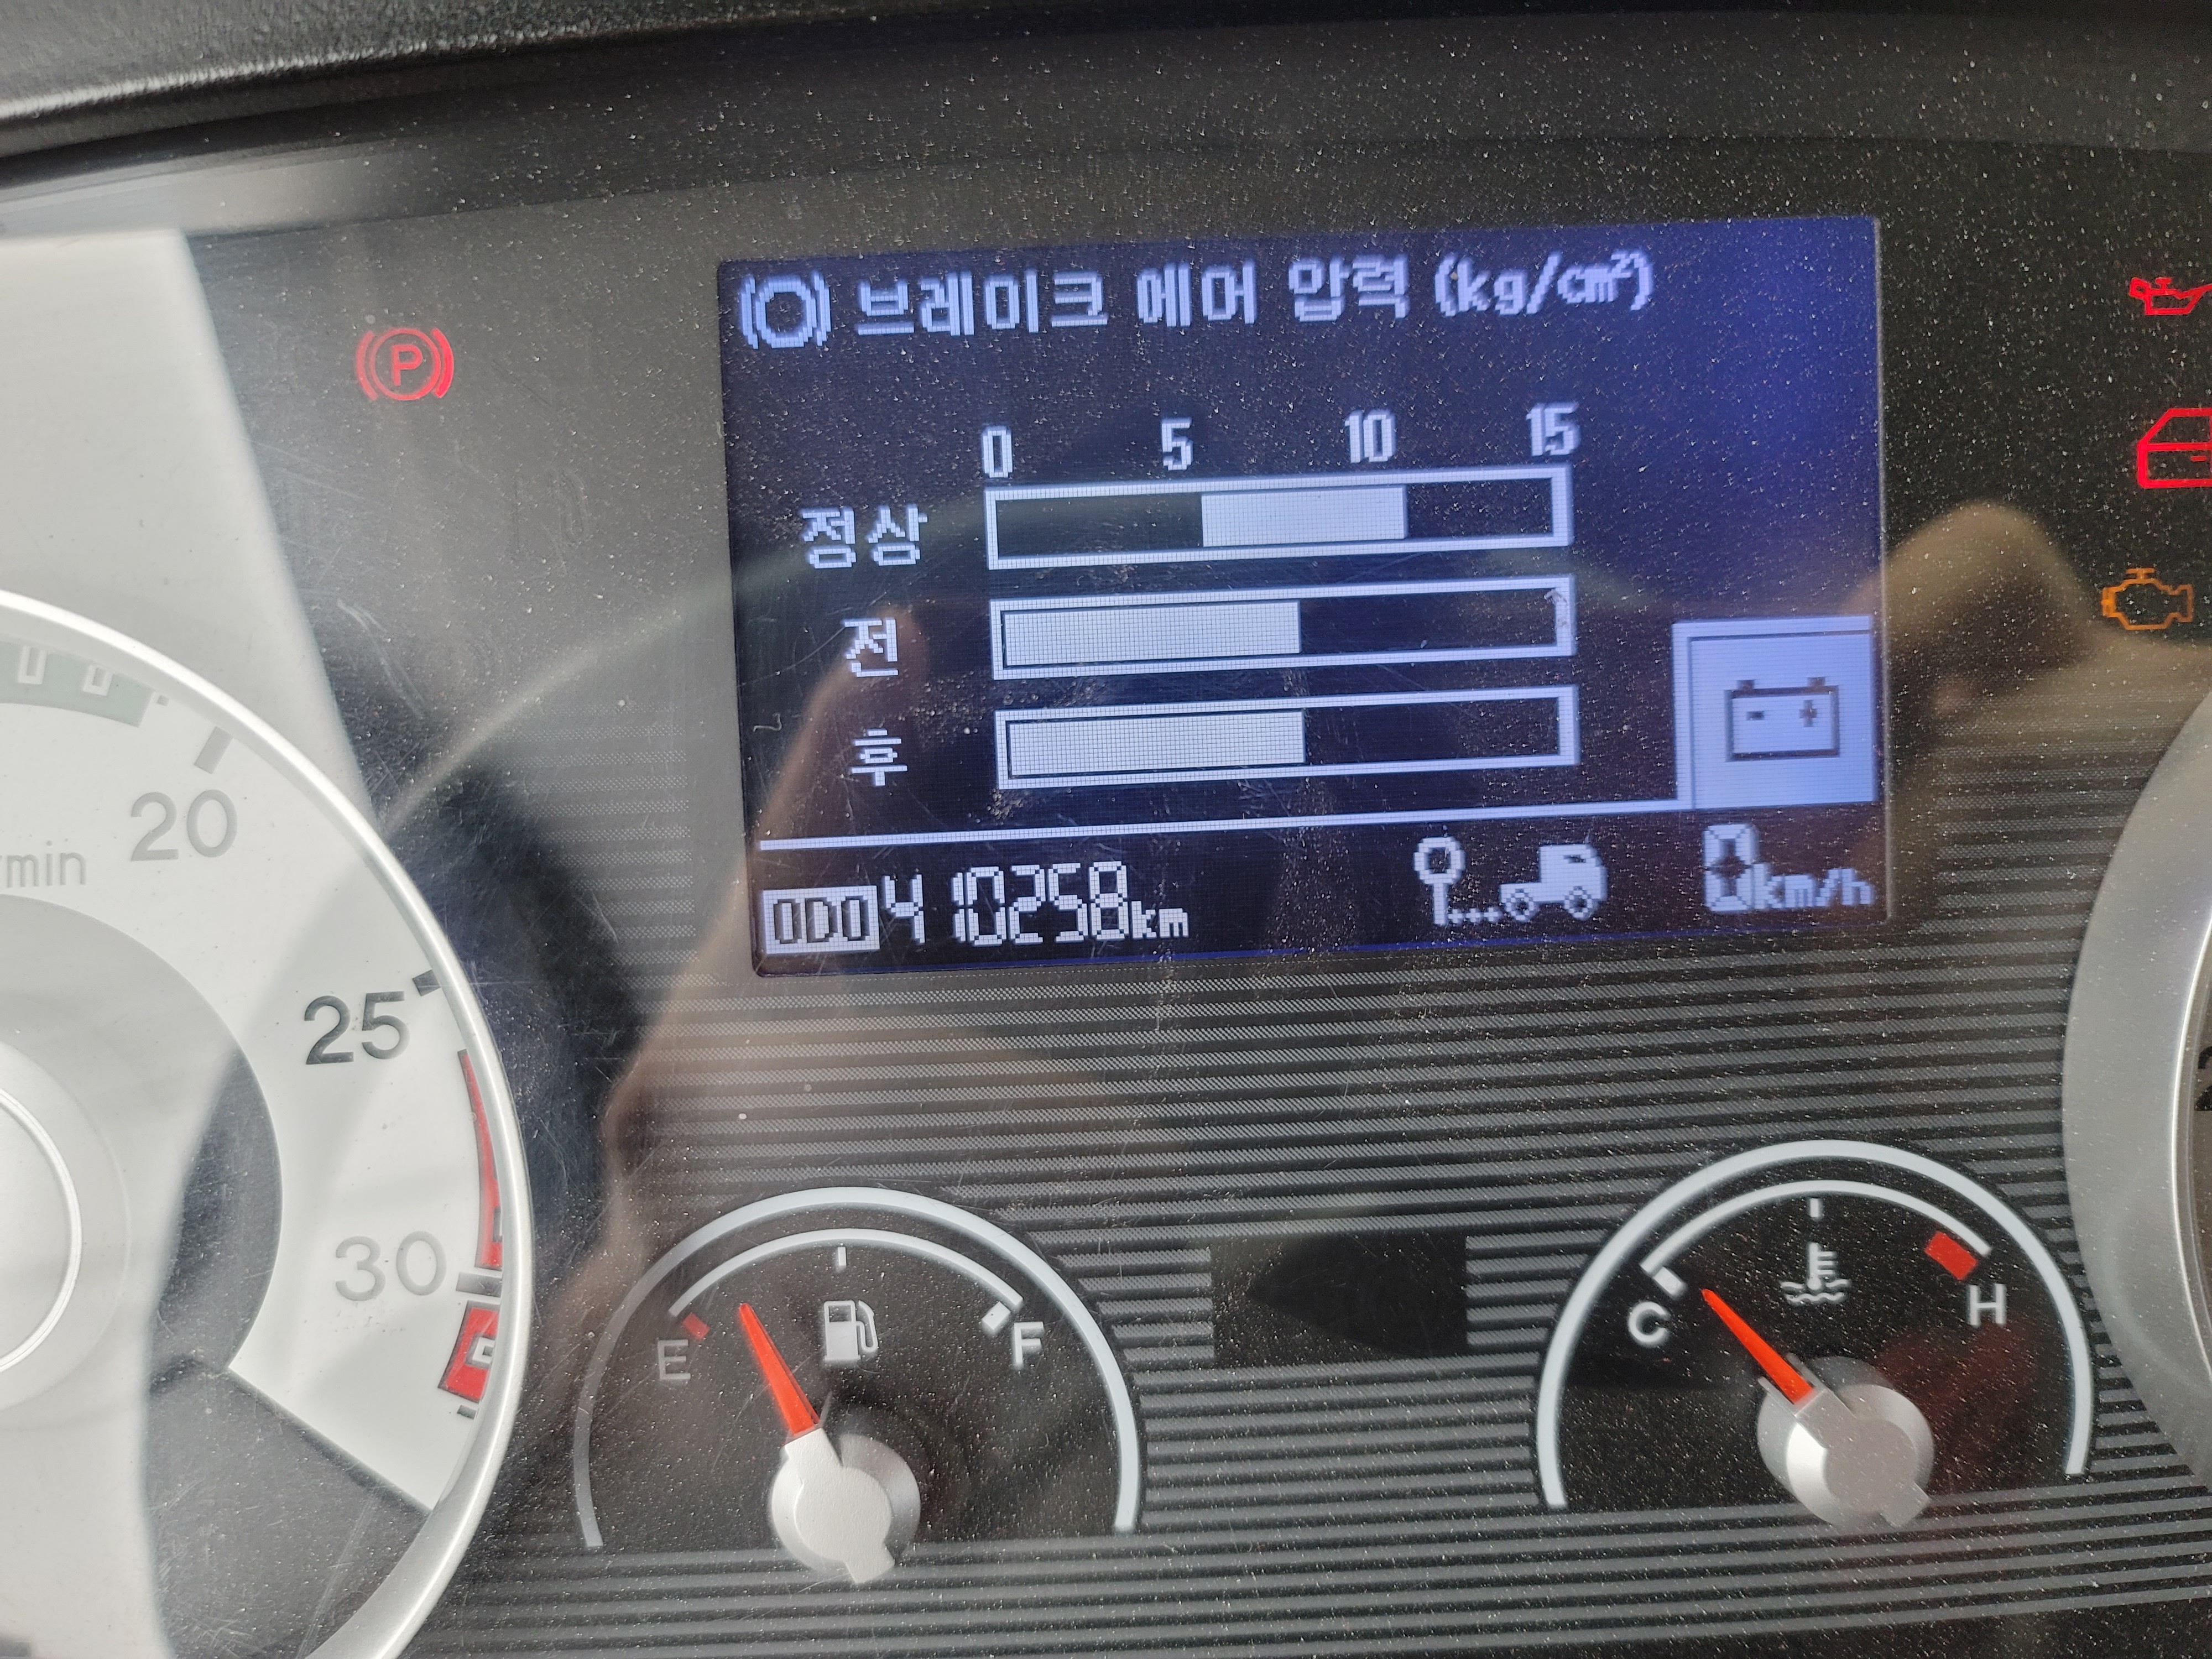 브레이크 에어 압력 (kg/cm²)
0 5 10 15
정상
전
후
ODO 410258km
0km/h
P
20
/min
25
30
E F
C H